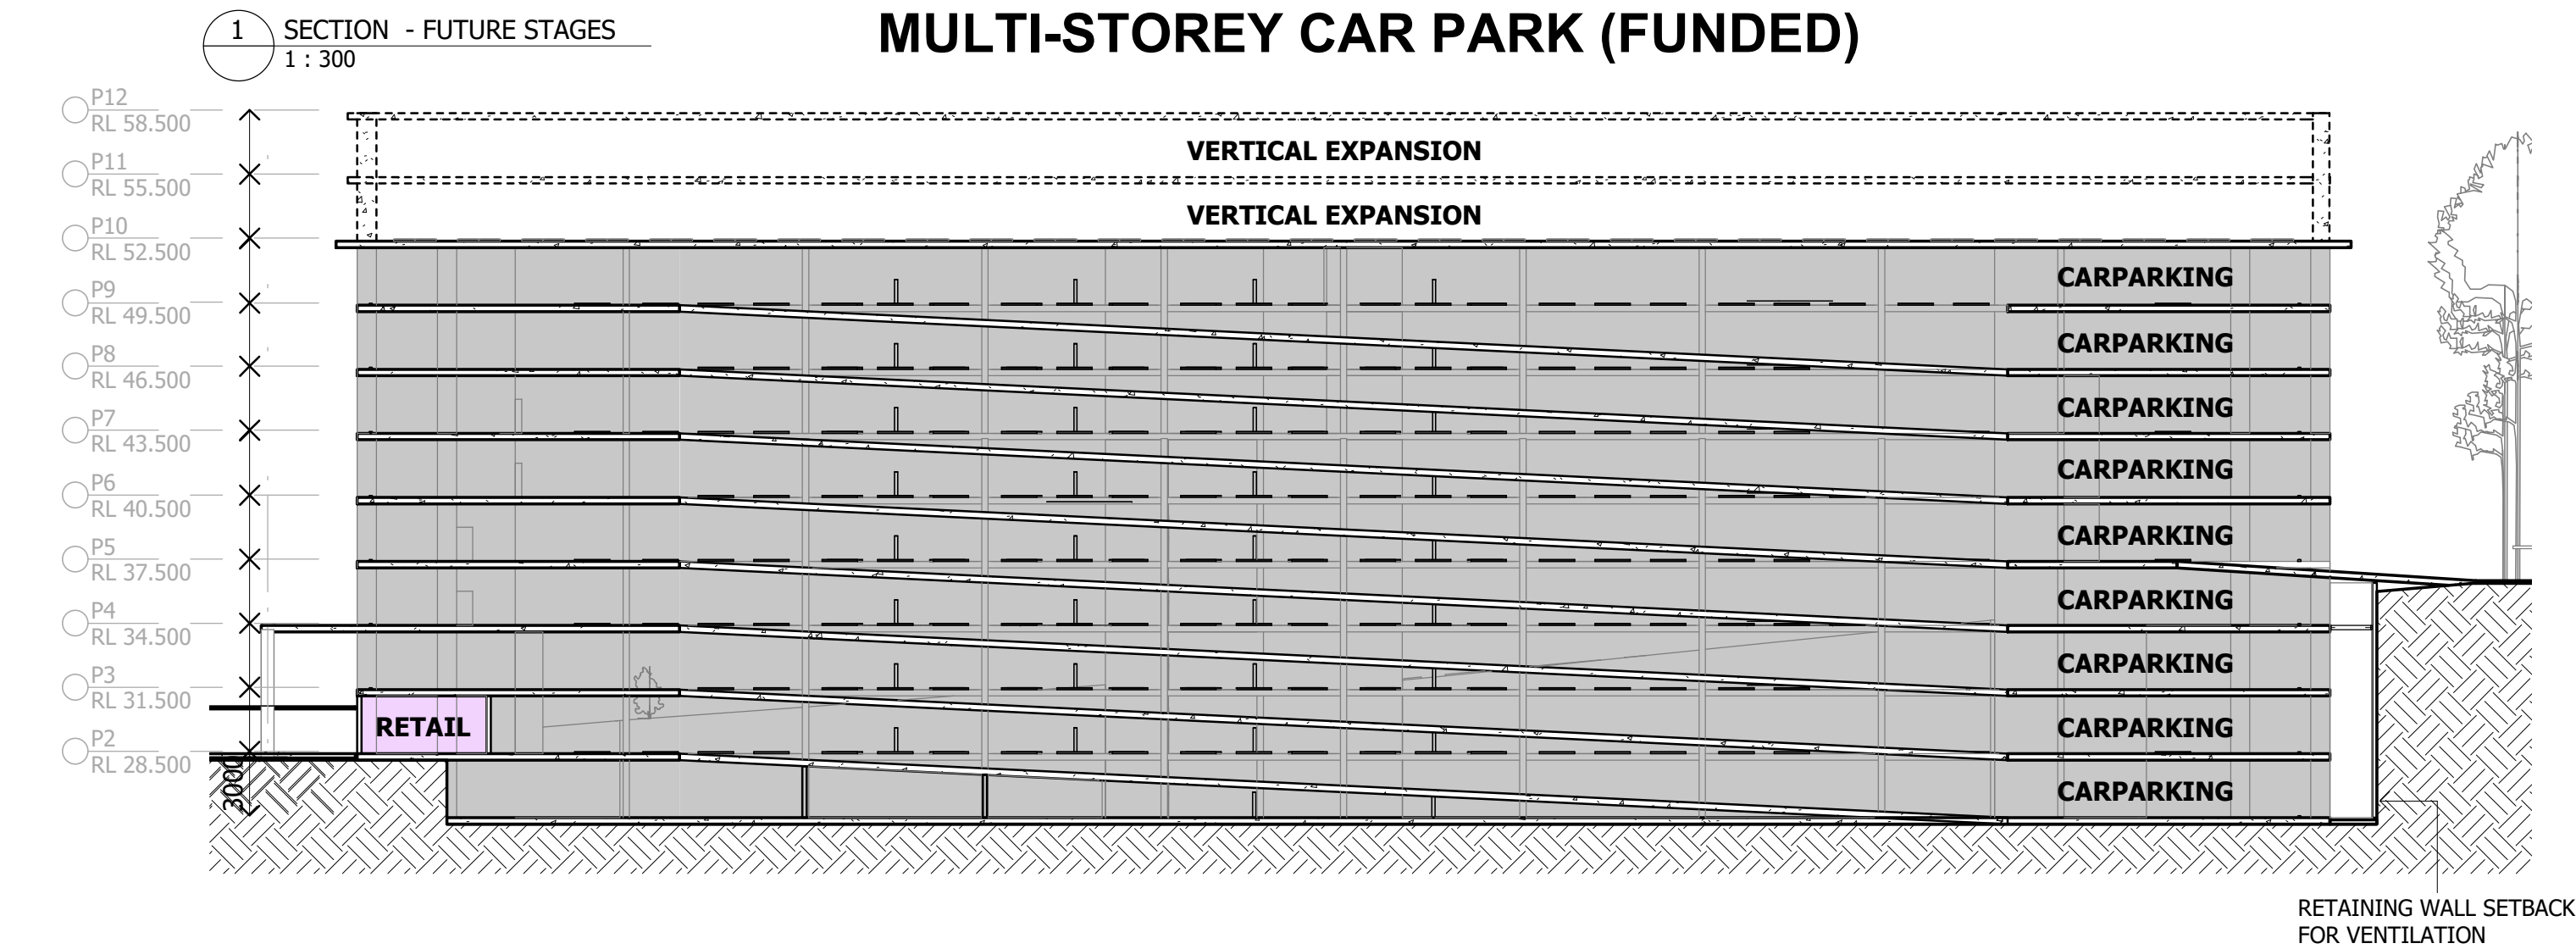 1
SECTION - FUTURE STAGES
1 : 300
MULTI-STOREY CAR PARK (FUNDED)
P12
RL 58.500
VERTICAL EXPANSION
P11
RL 55.500
VERTICAL EXPANSION
P10
RL 52.500
CARPARKING
P9
RL 49.500
CARPARKING
P8
RL 46.500
CARPARKING
P7
RL 43.500
CARPARKING
P6
RL 40.500
CARPARKING
P5
RL 37.500
CARPARKING
P4
RL 34.500
CARPARKING
P3
RL 31.500
RETAIL
CARPARKING
P2
RL 28.500
3000
CARPARKING
RETAINING WALL SETBACK
FOR VENTILATION